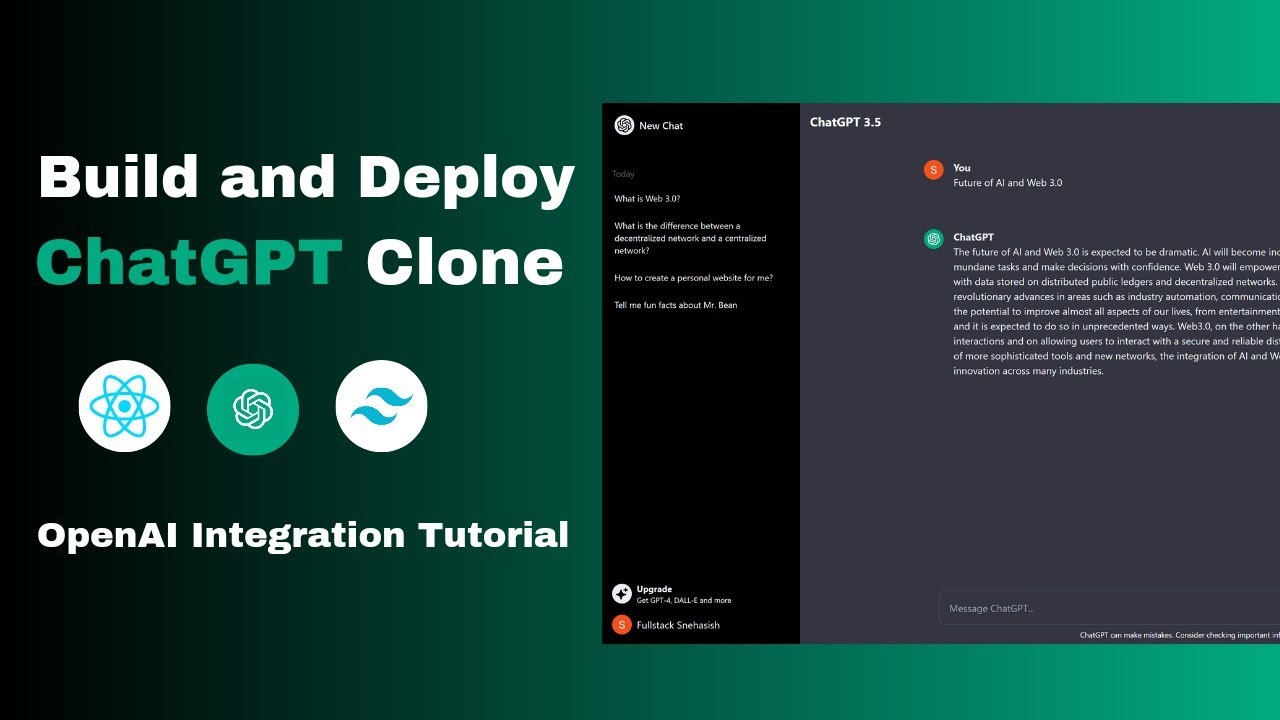 Build and Deploy
ChatGPT Clone
OpenAI Integration Tutorial
New Chat
Today
What is Web 3.0?
What is the difference between a
decentralized network and a centralized
network?
How to create a personal website for me?
Tell me fun facts about Mr. Bean
Upgrade
Get GPT-4, DALL-E and more
S
Fullstack Snehasish
ChatGPT 3.5
S
You
Future of AI and Web 3.0
ChatGPT
The future of AI and Web 3.0 is expected to be dramatic. AI will become
mundane tasks and make decisions with confidence. Web 3.0 will
with data stored on distributed public ledgers and decentralized networks.
revolutionary advances in areas such as industry automation,
the potential to improve almost all aspects of our lives, from
and it is expected to do so in unprecedented ways. Web3.0, on the other
interactions and on allowing users to interact with a secure and reliable
of more sophisticated tools and new networks, the integration of AI and
innovation across many industries.
Message ChatGPT...
ChatGPT can make mistakes. Consider checking important